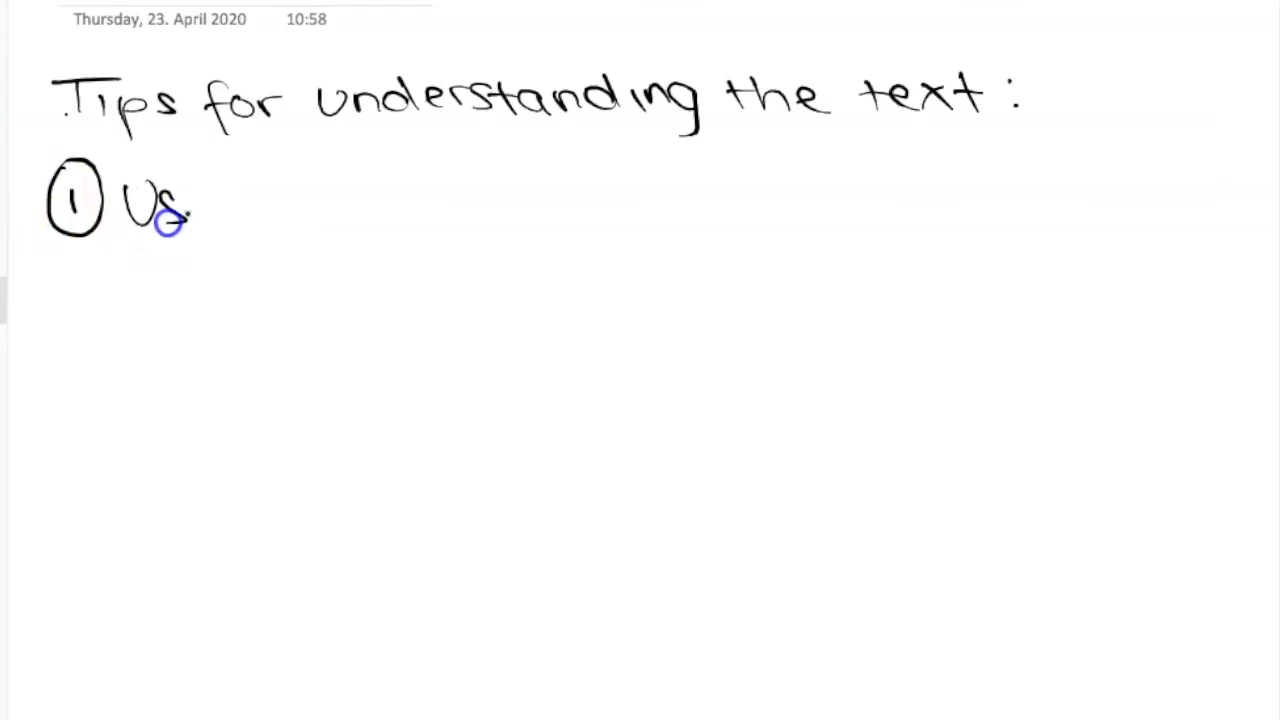 Thursday, 23. April 2020 10:58
Tips for understanding the text:
① Us